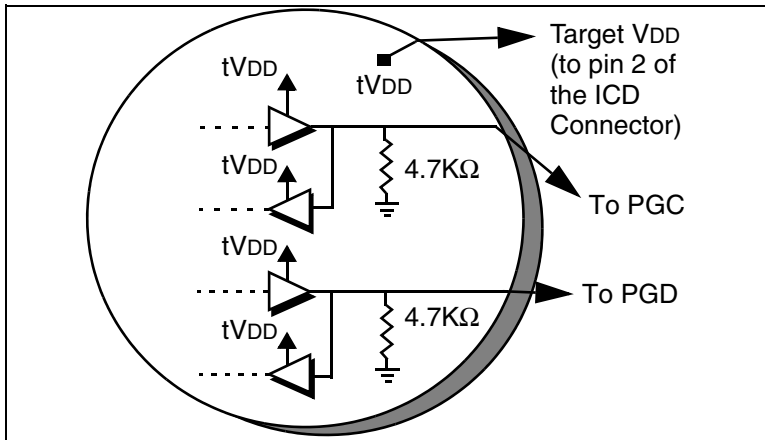 Target VDD
(to pin 2 of
the ICD
Connector)
tVDD
tVDD
4.7KΩ
tVDD
To PGC
tVDD
To PGD
4.7KΩ
tVDD